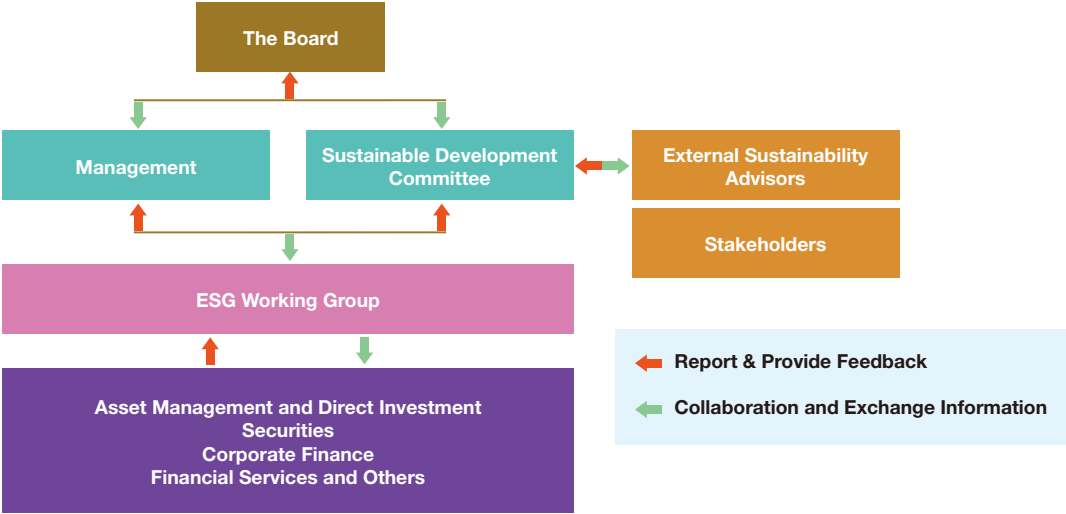 The Board
Management
Sustainable Development
Committee
External Sustainability
Advisors
Stakeholders
ESG Working Group
Asset Management and Direct Investment
Securities
Corporate Finance
Financial Services and Others
Report & Provide Feedback
Collaboration and Exchange Information